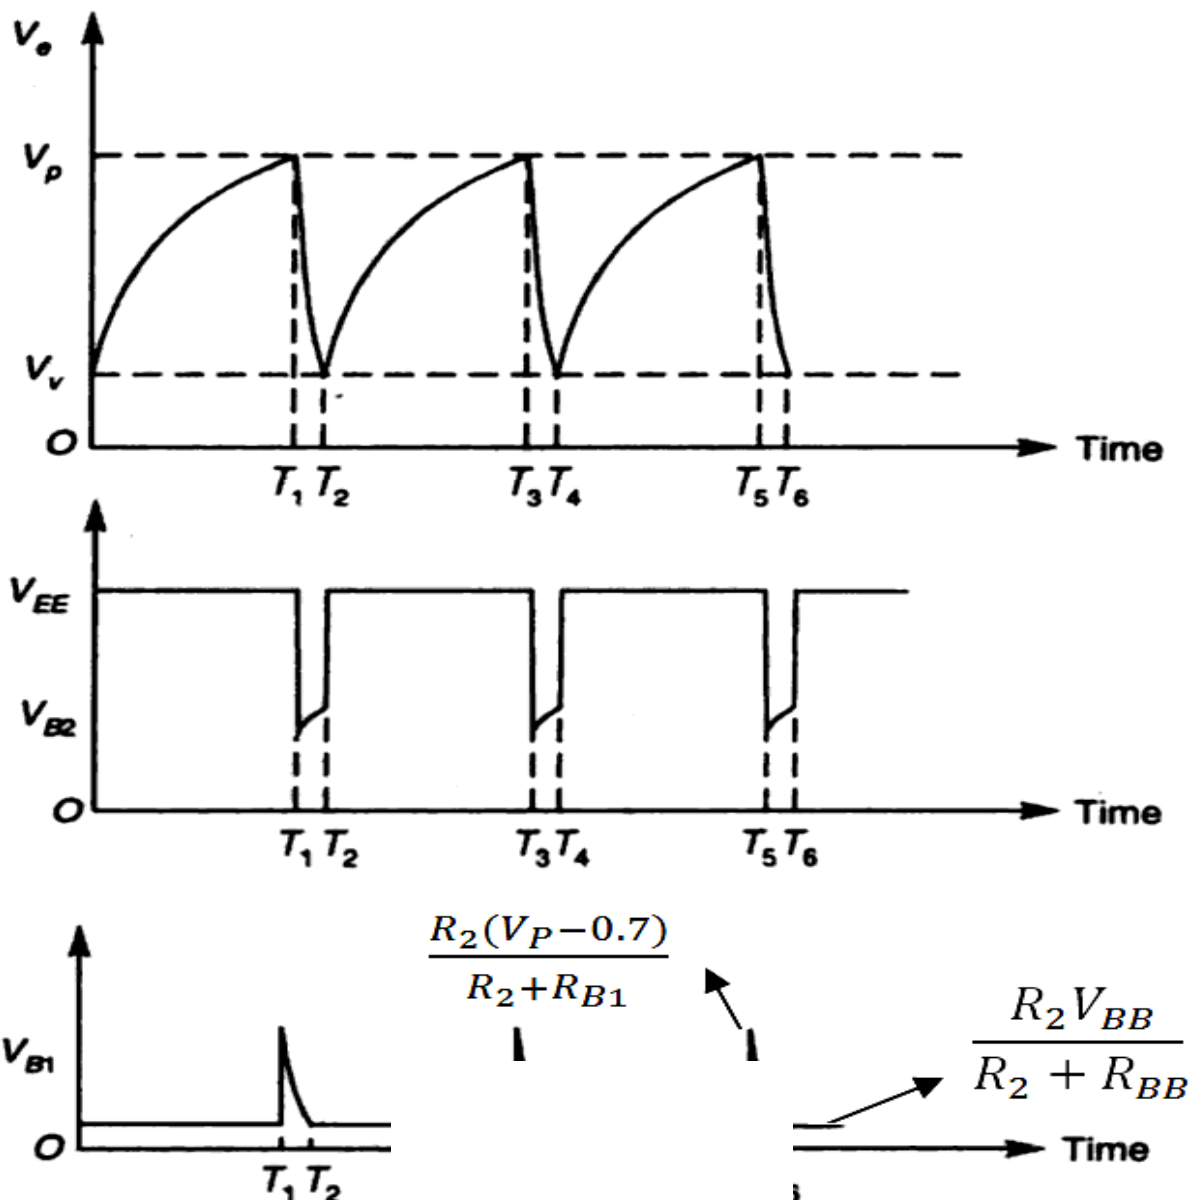 Ve
Vp
Vv
O
Time
T1 T2 T3 T4 T5 T6
VEE
VB2
O
Time
T1 T2 T3 T4 T5 T6
R2(VP−0.7)
R2+RB1
R2VBB
R2 + RBB
VB1
O
Time
T1 T2